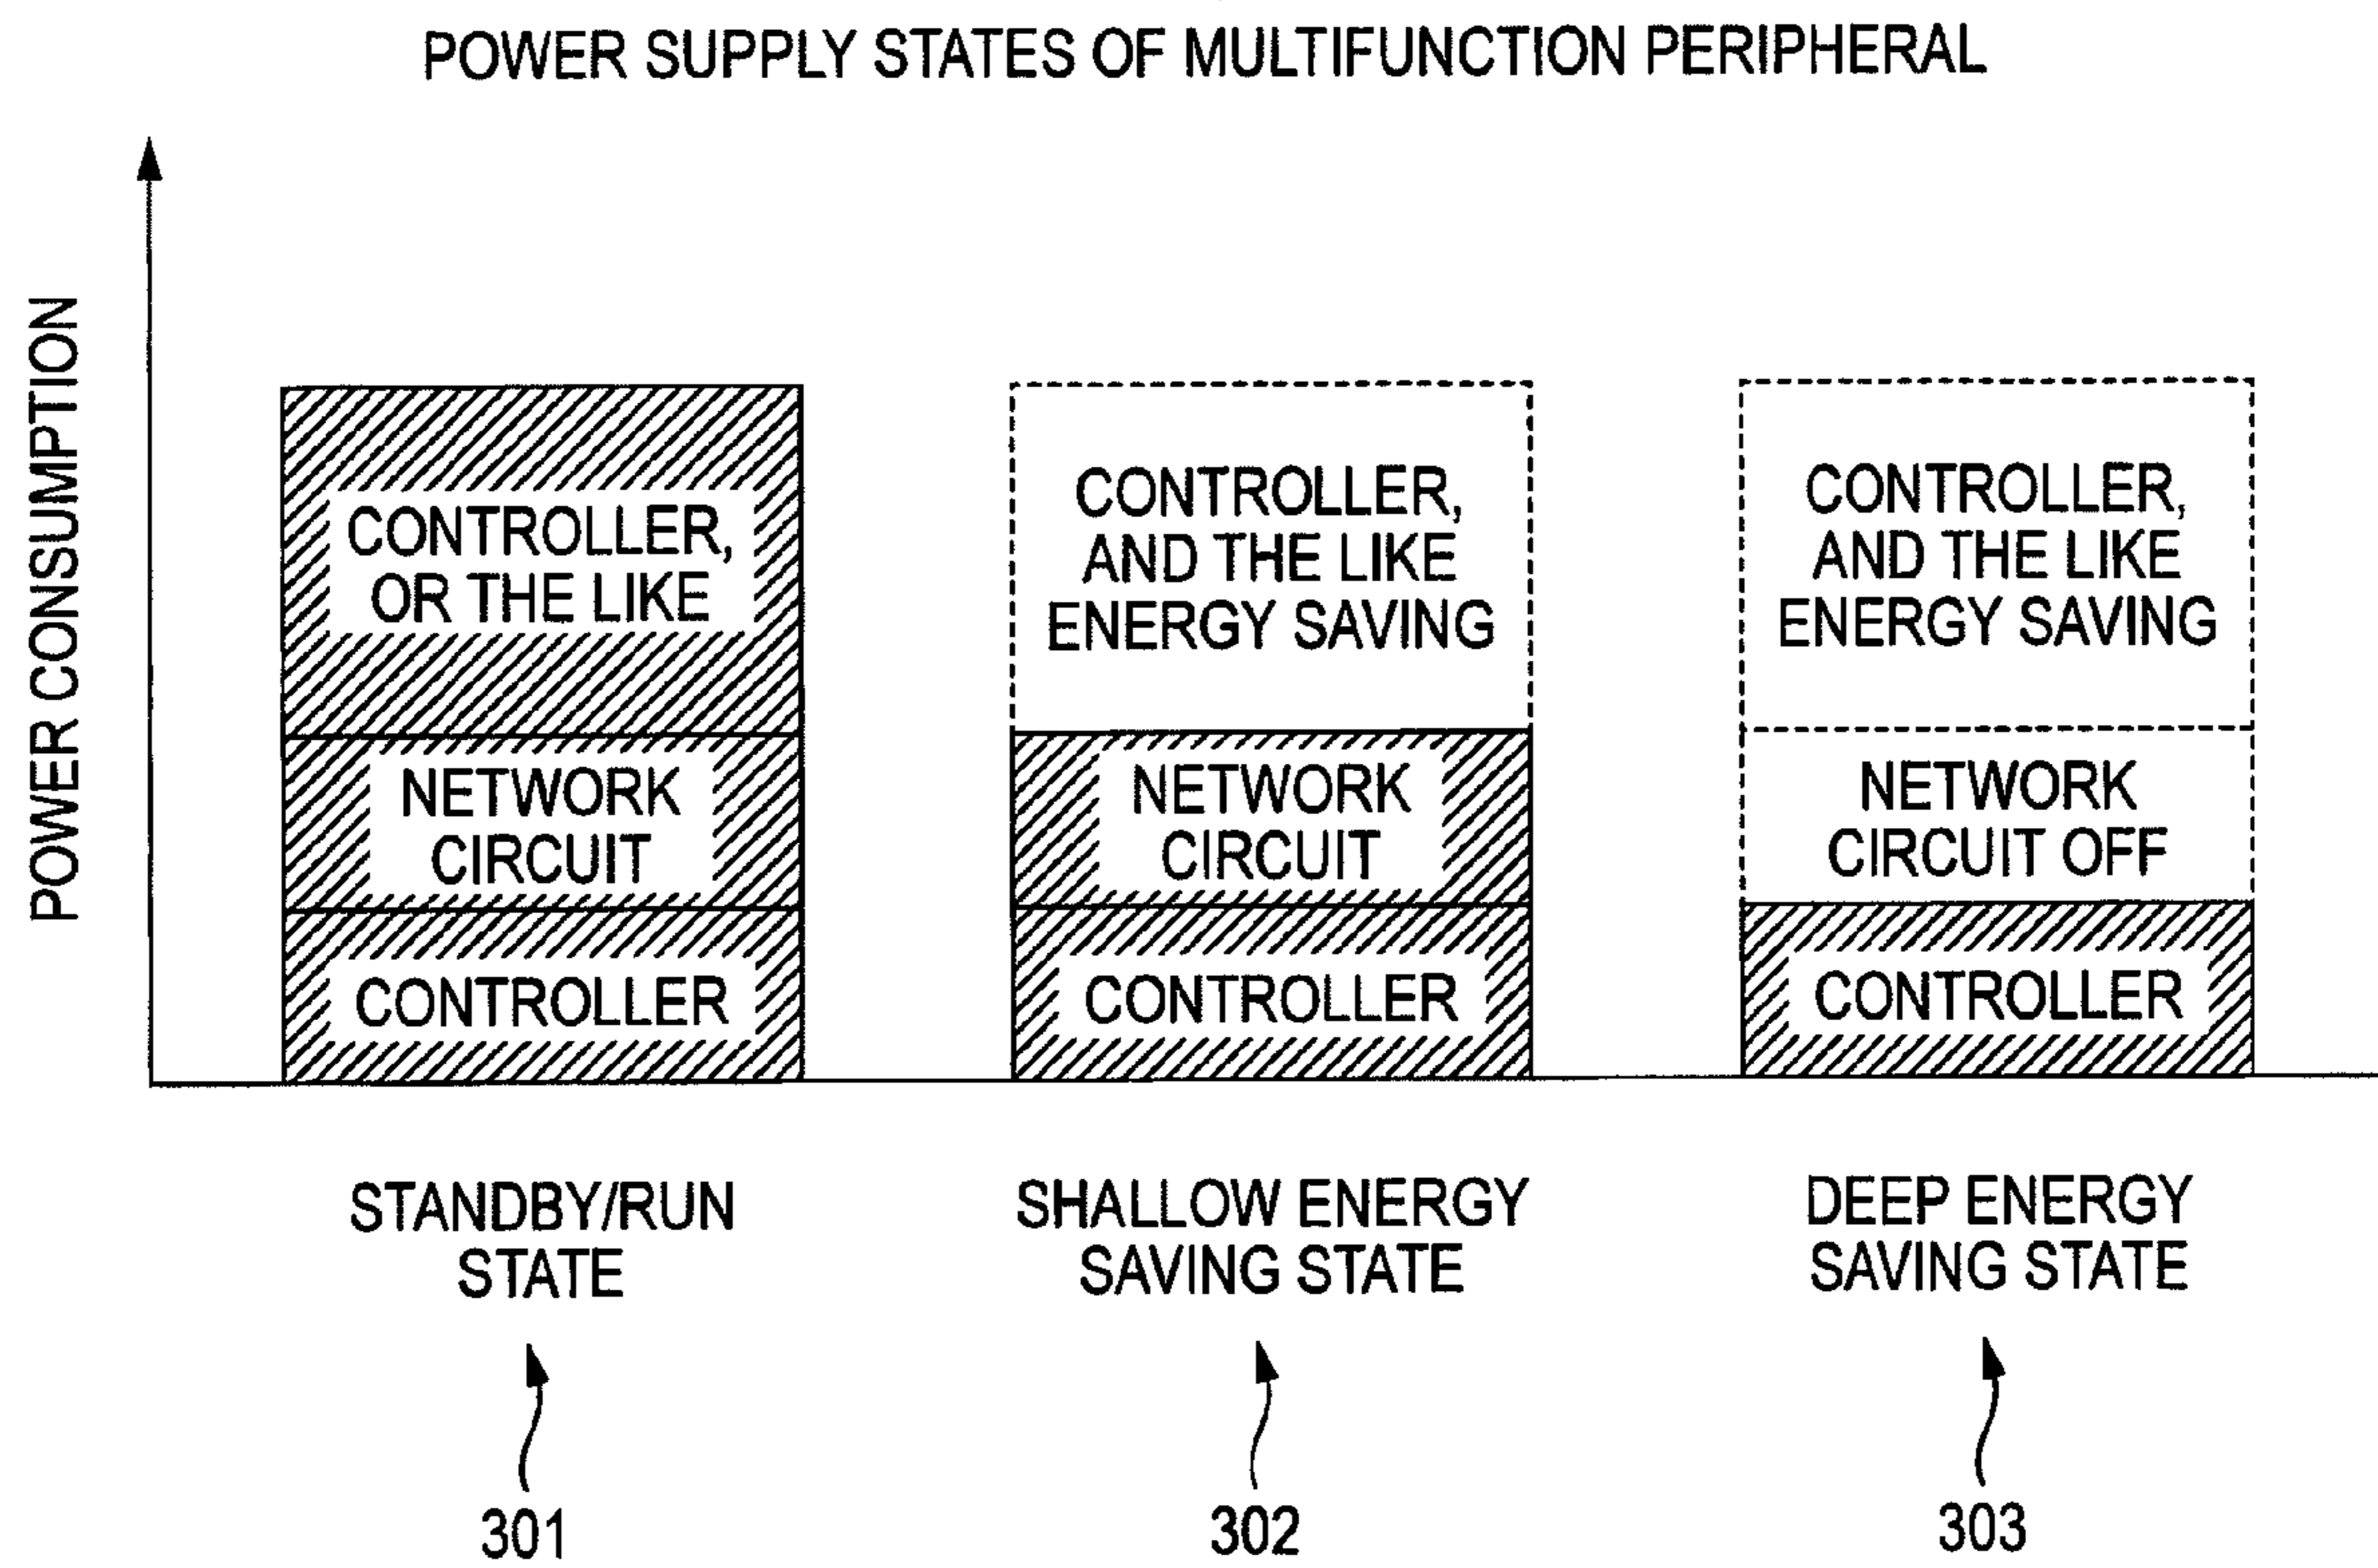 POWER SUPPLY STATES OF MULTIFUNCTION PERIPHERAL
POWER CONSUMPTION
CONTROLLER,
OR THE LIKE
NETWORK
CIRCUIT
CONTROLLER
CONTROLLER,
AND THE LIKE
ENERGY SAVING
NETWORK
CIRCUIT
CONTROLLER
CONTROLLER,
AND THE LIKE
ENERGY SAVING
NETWORK
CIRCUIT OFF
CONTROLLER
STANDBY/RUN
STATE
SHALLOW ENERGY
SAVING STATE
DEEP ENERGY
SAVING STATE
301
302
303